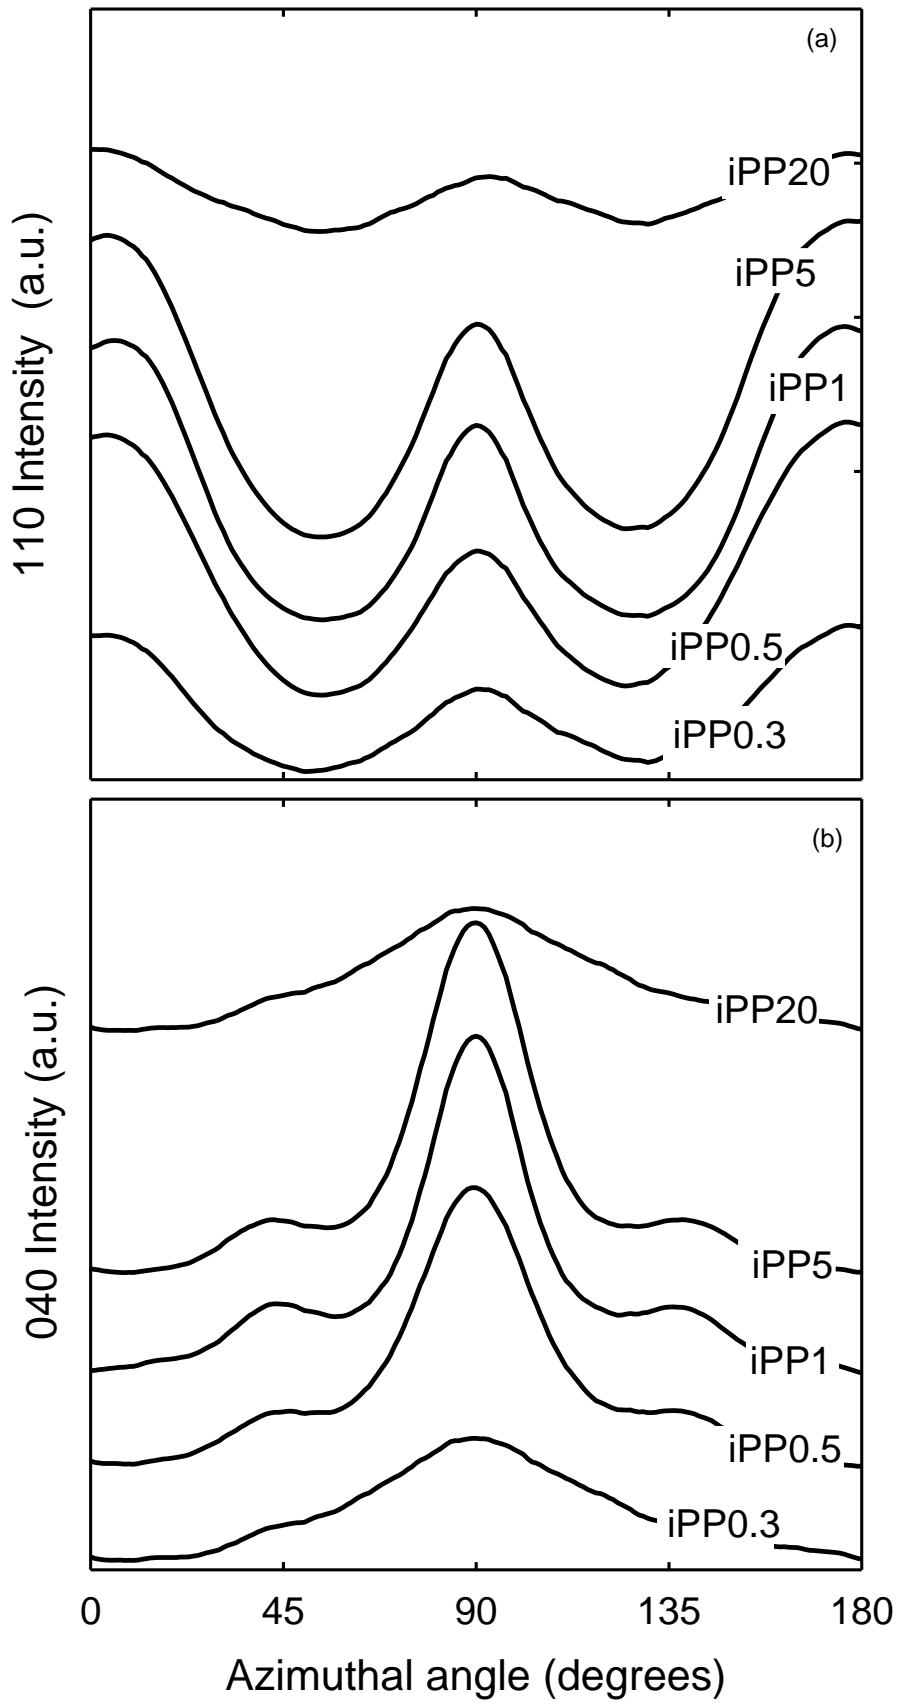 (a)
110 Intensity (a.u.)
iPP20
iPP5
iPP1
iPP0.5
iPP0.3
(b)
040 Intensity (a.u.)
iPP20
iPP5
iPP1
iPP0.5
iPP0.3
0 45 90 135 180
Azimuthal angle (degrees)